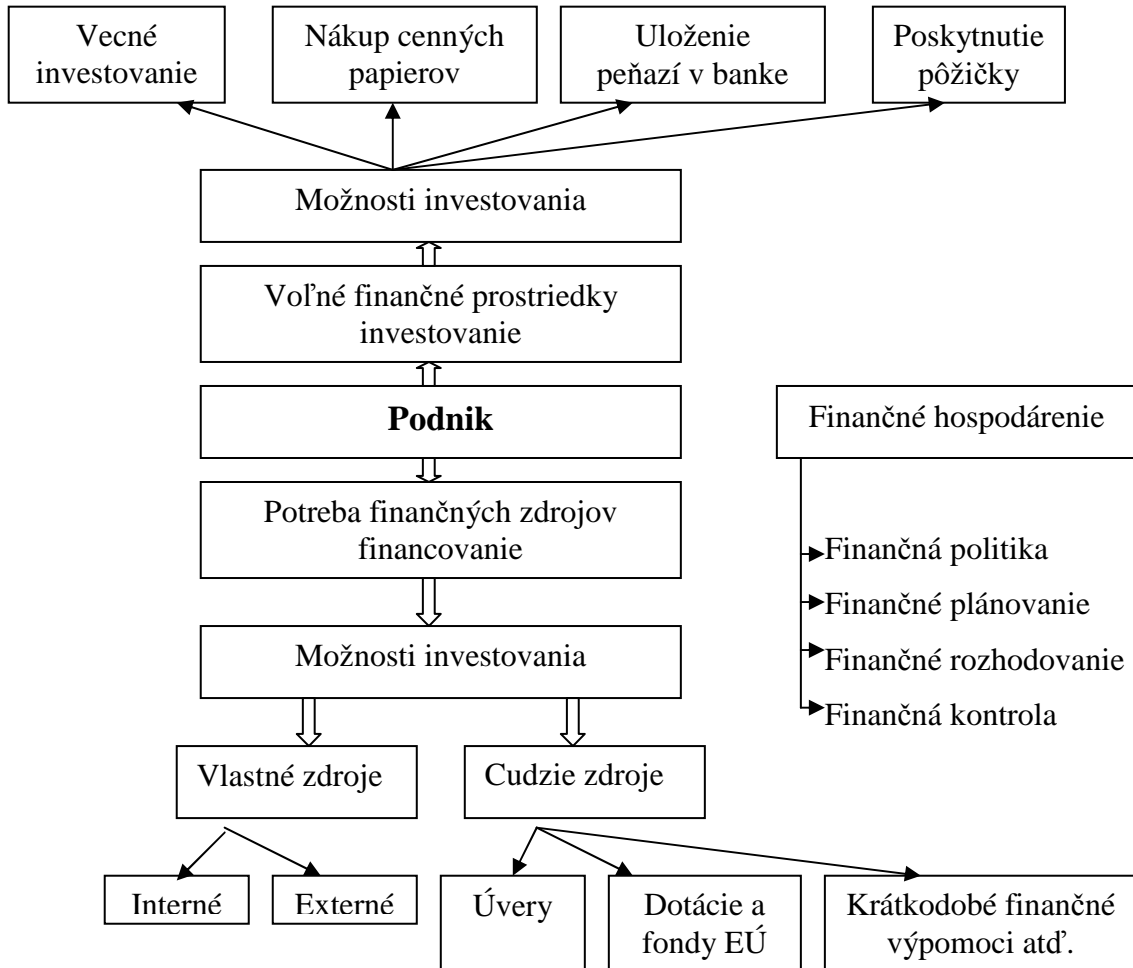 Vecné
investovanie
Nákup cenných
papierov
Uloženie
peňazí v banke
Poskytnutie
pôžičky
Možnosti investovania
Voľné finančné prostriedky
investovanie
Podnik
Finančné hospodárenie
Potreba finančných zdrojov
financovanie
Finančná politika
Finančné plánovanie
Finančné rozhodovanie
Finančná kontrola
Možnosti investovania
Vlastné zdroje
Cudzie zdroje
Interné
Externé
Úvery
Dotácie a
fondy EÚ
Krátkodobé finančné
výpomoci atď.